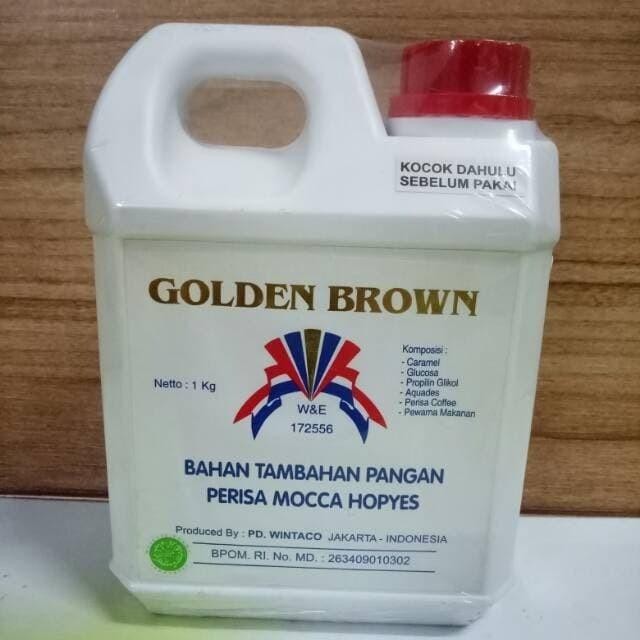 KOCOK DAHULU
SEBELUM PAKAI
GOLDEN BROWN
Netto : 1 Kg
W&E
172556
Komposisi :
- Caramel
- Glucosa
- Propilin Glikol
- Aquades
- Perisa Coffee
- Pewarna Makanan
BAHAN TAMBAHAN PANGAN
PERISA MOCCA HOPYES
Produced By : PD. WINTACO JAKARTA - INDONESIA
BPOM. RI. No. MD. : 263409010302